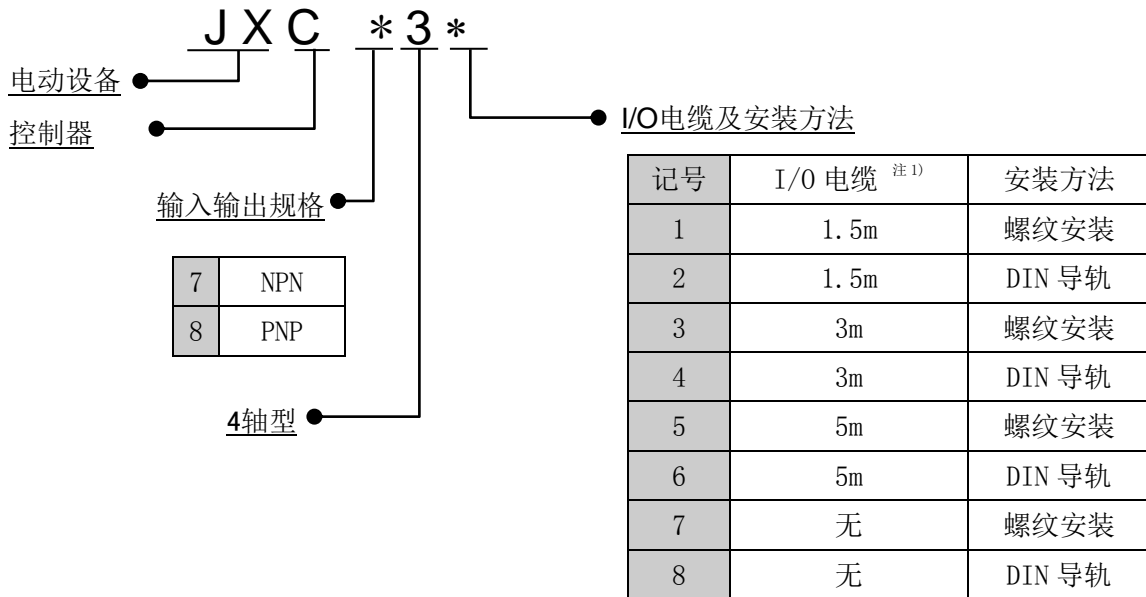 JXC *3*
电动设备
控制器
I/O电缆及安装方法
输入输出规格
7 NPN
8 PNP
4轴型
记号 I/O 电缆 注1) 安装方法
1 1.5m 螺纹安装
2 1.5m DIN 导轨
3 3m 螺纹安装
4 3m DIN 导轨
5 5m 螺纹安装
6 5m DIN 导轨
7 无 螺纹安装
8 无 DIN 导轨